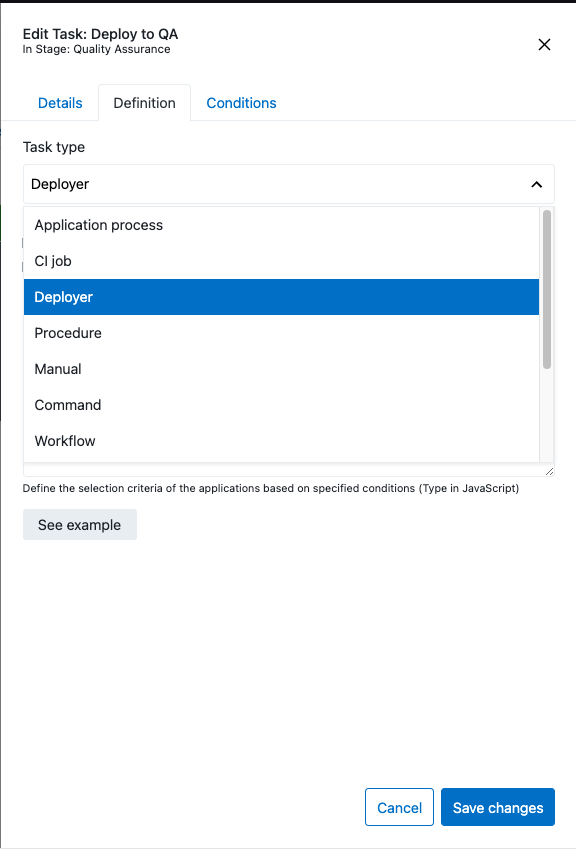 Edit Task: Deploy to QA
In Stage: Quality Assurance
Details
Definition
Conditions
Task type
Deployer
Application process
CI job
Deployer
Procedure
Manual
Command
Workflow
Define the selection criteria of the applications based on specified conditions (Type in JavaScript)
See example
Cancel
Save changes